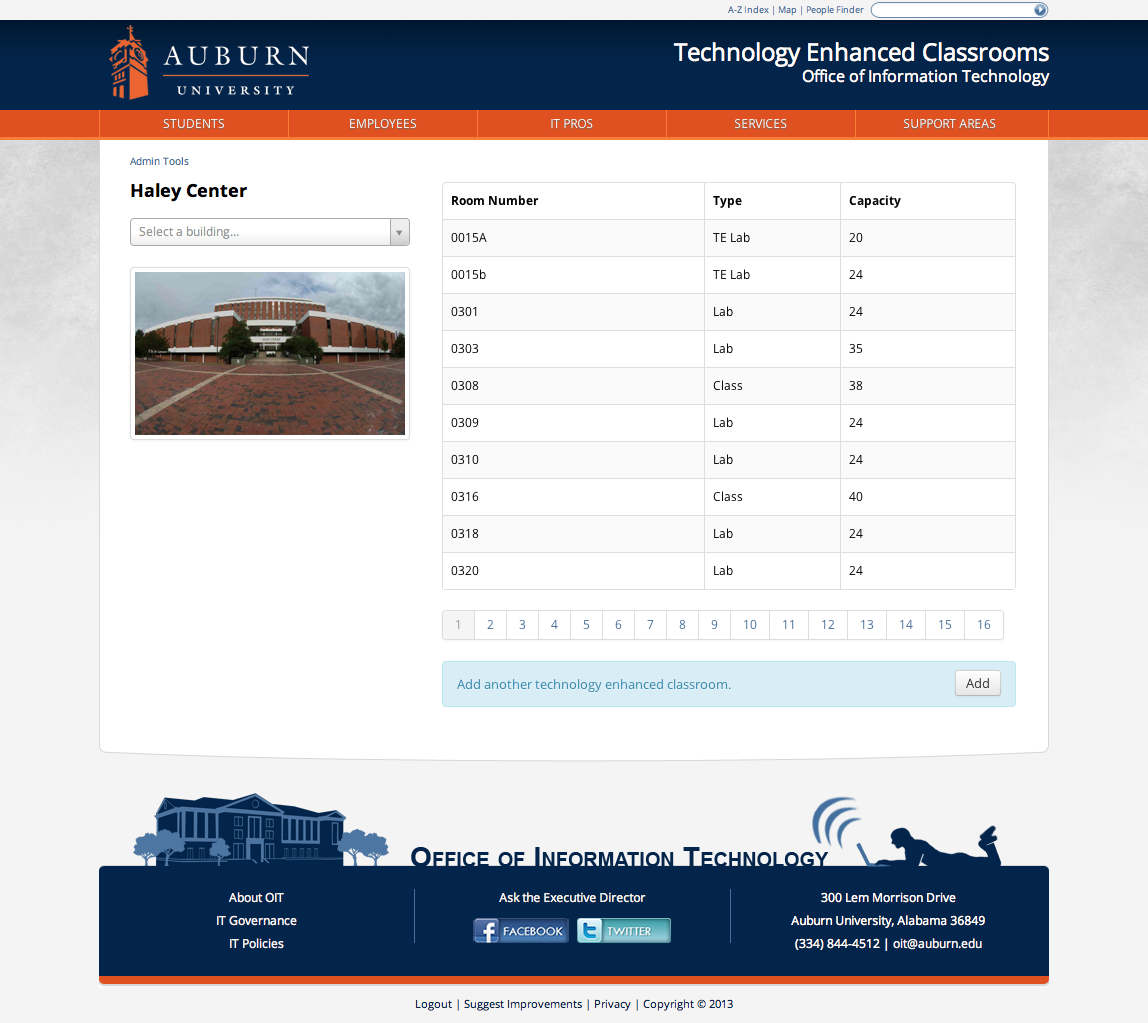 A-Z Index | Map | People Finder
AUBURN
UNIVERSITY
Technology Enhanced Classrooms
Office of Information Technology
STUDENTS EMPLOYEES IT PROS SERVICES SUPPORT AREAS
Admin Tools
Haley Center
Select a building...
Room Number Type Capacity
0015A TE Lab 20
0015b TE Lab 24
0301 Lab 24
0303 Lab 35
0308 Class 38
0309 Lab 24
0310 Lab 24
0316 Class 40
0318 Lab 24
0320 Lab 24
1 2 3 4 5 6 7 8 9 10 11 12 13 14 15 16
Add another technology enhanced classroom. Add
OFFICE OF INFORMATION TECHNOLOGY
About OIT
IT Governance
IT Policies
Ask the Executive Director
f FACEBOOK t TWITTER
300 Lem Morrison Drive
Auburn University, Alabama 36849
(334) 844-4512 | oit@auburn.edu
Logout | Suggest Improvements | Privacy | Copyright © 2013